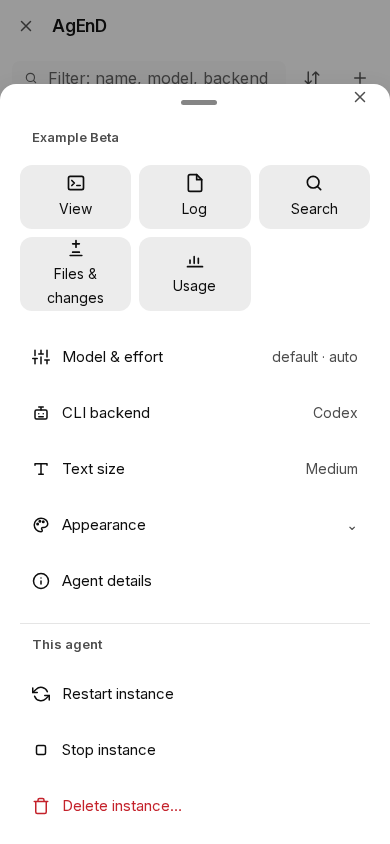 AgEnD
Filter: name, model, backend
Example Beta
View
Log
Search
Files &
changes
Usage
Model & effort
default · auto
CLI backend
Codex
Text size
Medium
Appearance
Agent details
This agent
Restart instance
Stop instance
Delete instance...